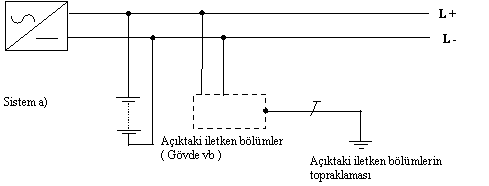 L +
L -
Sistem a)
Açıktaki iletken bölümler
( Gövde vb )
Açıktaki iletken bölümlerin
topraklaması